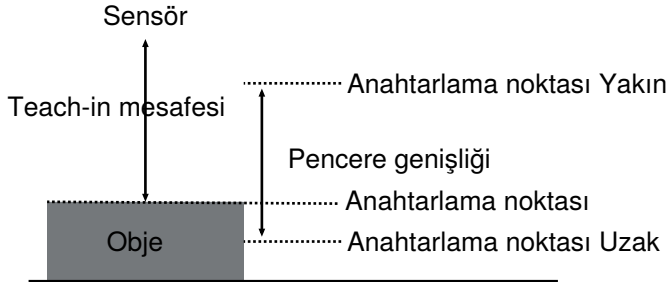 Sensör
Anahtarlama noktası Yakın
Teach-in mesafesi
Pencere genişliği
Anahtarlama noktası
Obje
Anahtarlama noktası Uzak